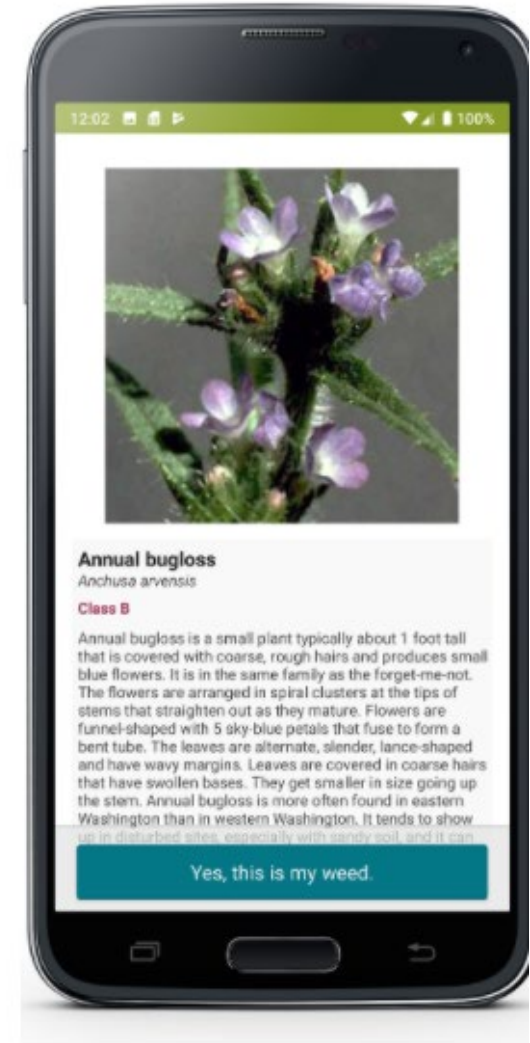 12:02
100%
Annual bugloss
Anchusa arvensis
Class B
Annual bugloss is a small plant typically about 1 foot tall
that is covered with coarse, rough hairs and produces small
blue flowers. It is in the same family as the forget-me-not.
The flowers are arranged in spiral clusters at the tips of
stems that straighten out as they mature. Flowers are
funnel-shaped with 5 sky-blue petals that fuse to form a
bent tube. The leaves are alternate, slender, lance-shaped
and have wavy margins. Leaves are covered in coarse hairs
that have swollen bases. They get smaller in size going up
the stem. Annual bugloss is more often found in eastern
Washington than in western Washington. It tends to show
up in disturbed sites, especially with sandy soil, and it can
Yes, this is my weed.